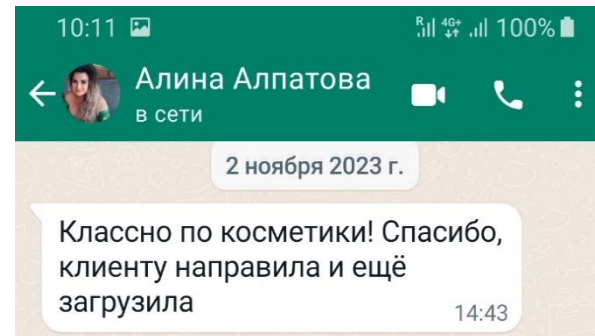 10:11 R 4G+ 100%
Алина Алпатова
в сети
2 ноября 2023 г.
Классно по косметики! Спасибо,
клиенту направила и ещё
загрузила
14:43